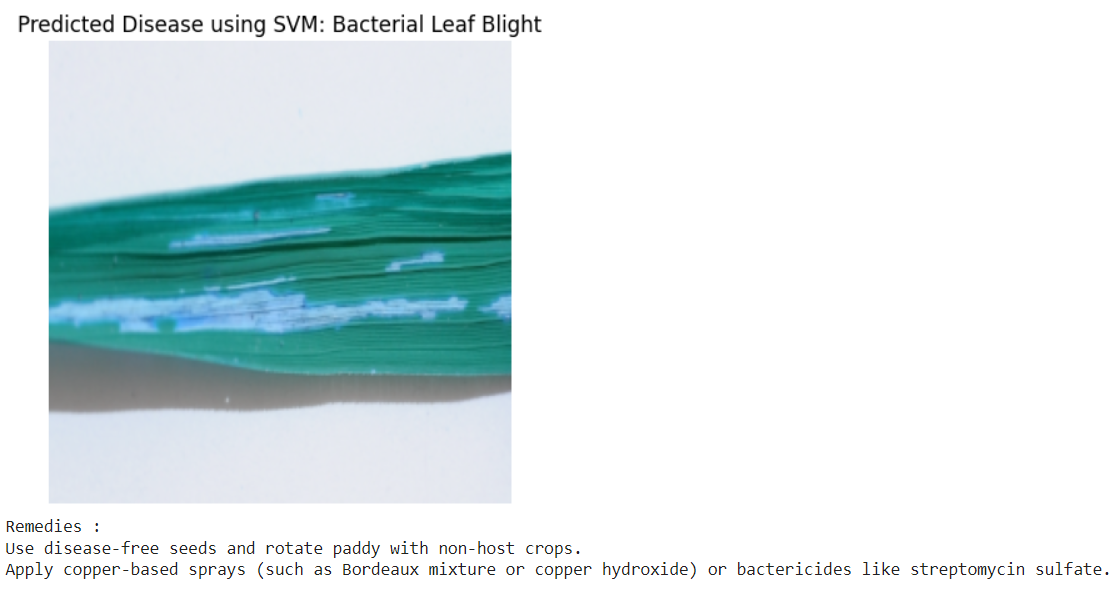 Predicted Disease using SVM: Bacterial Leaf Blight
Remedies :
Use disease-free seeds and rotate paddy with non-host crops.
Apply copper-based sprays (such as Bordeaux mixture or copper hydroxide) or bactericides like streptomycin sulfate.